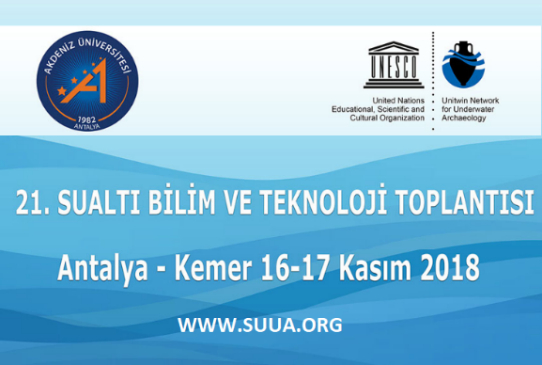 AKDENİZ ÜNİVERSİTESİ
1982
ANTALYA
UNESCO
United Nations
Educational, Scientific and
Cultural Organization
Unitwin Network
for Underwater
Archaeology
21. SUALTI BİLİM VE TEKNOLOJİ TOPLANTISI
Antalya - Kemer 16-17 Kasım 2018
WWW.SUUA.ORG